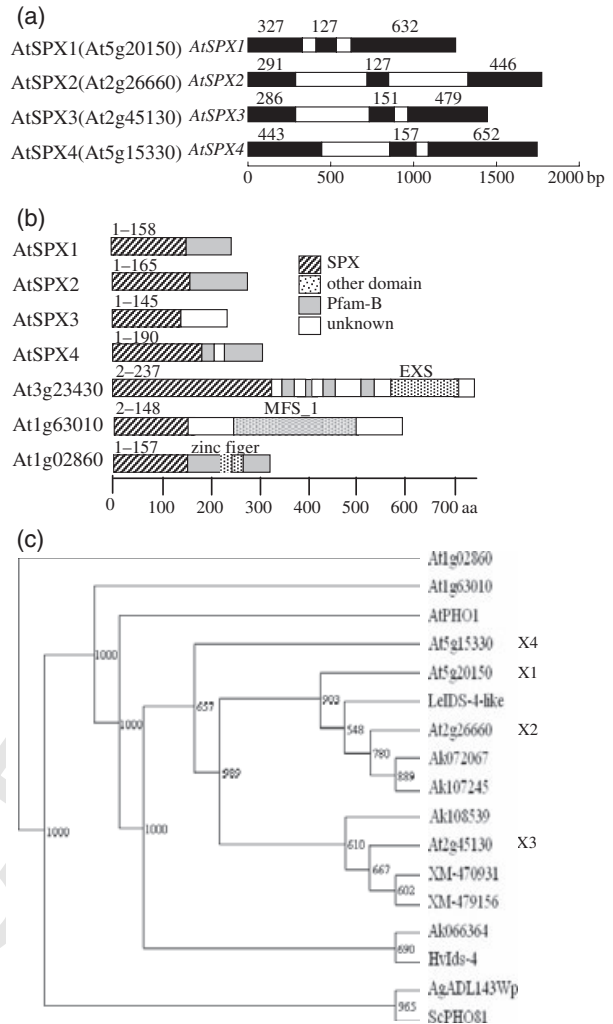 (a)
327 127 632
AtSPX1(At5g20150) AtSPX1
291 127 446
AtSPX2(At2g26660) AtSPX2
286 151 479
AtSPX3(At2g45130) AtSPX3
443 157 652
AtSPX4(At5g15330) AtSPX4
0 500 1000 1500 2000 bp
(b)
1–158
AtSPX1
1–165
AtSPX2
1–145
AtSPX3
1–190
AtSPX4
SPX
other domain
Pfam-B
unknown
2–237 EXS
At3g23430
2–148 MFS_1
At1g63010
1–157 zinc figer
At1g02860
0 100 200 300 400 500 600 700 aa
(c)
At1g02860
At1g63010
AtPHO1
At5g15330 X4
At5g20150 X1
LeIDS-4-like
At2g26660 X2
Ak072067
Ak107245
Ak108539
At2g45130 X3
XM-470931
XM-479156
Ak066364
HvIds-4
AgADL143Wp
ScPHO81
1000
1000
657
903
548
780
889
989
1000
1000
610
667
602
690
965